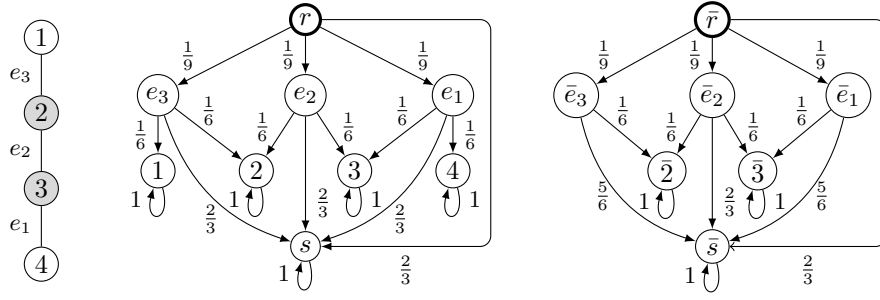 1
e₃
2
e₂
3
e₁
4
r
1/9 1/9 1/9
e₃ e₂ e₁
1/6 1/6 1/6 1/6 1/6 1/6
1 2 3 4
1 1 1 1
2/3 2/3 2/3
s
1 2/3
r̄
1/9 1/9 1/9
ē₃ ē₂ ē₁
1/6 1/6 1/6 1/6
2̄ 3̄
5/6 1 2/3 1 5/6
s̄
1 2/3